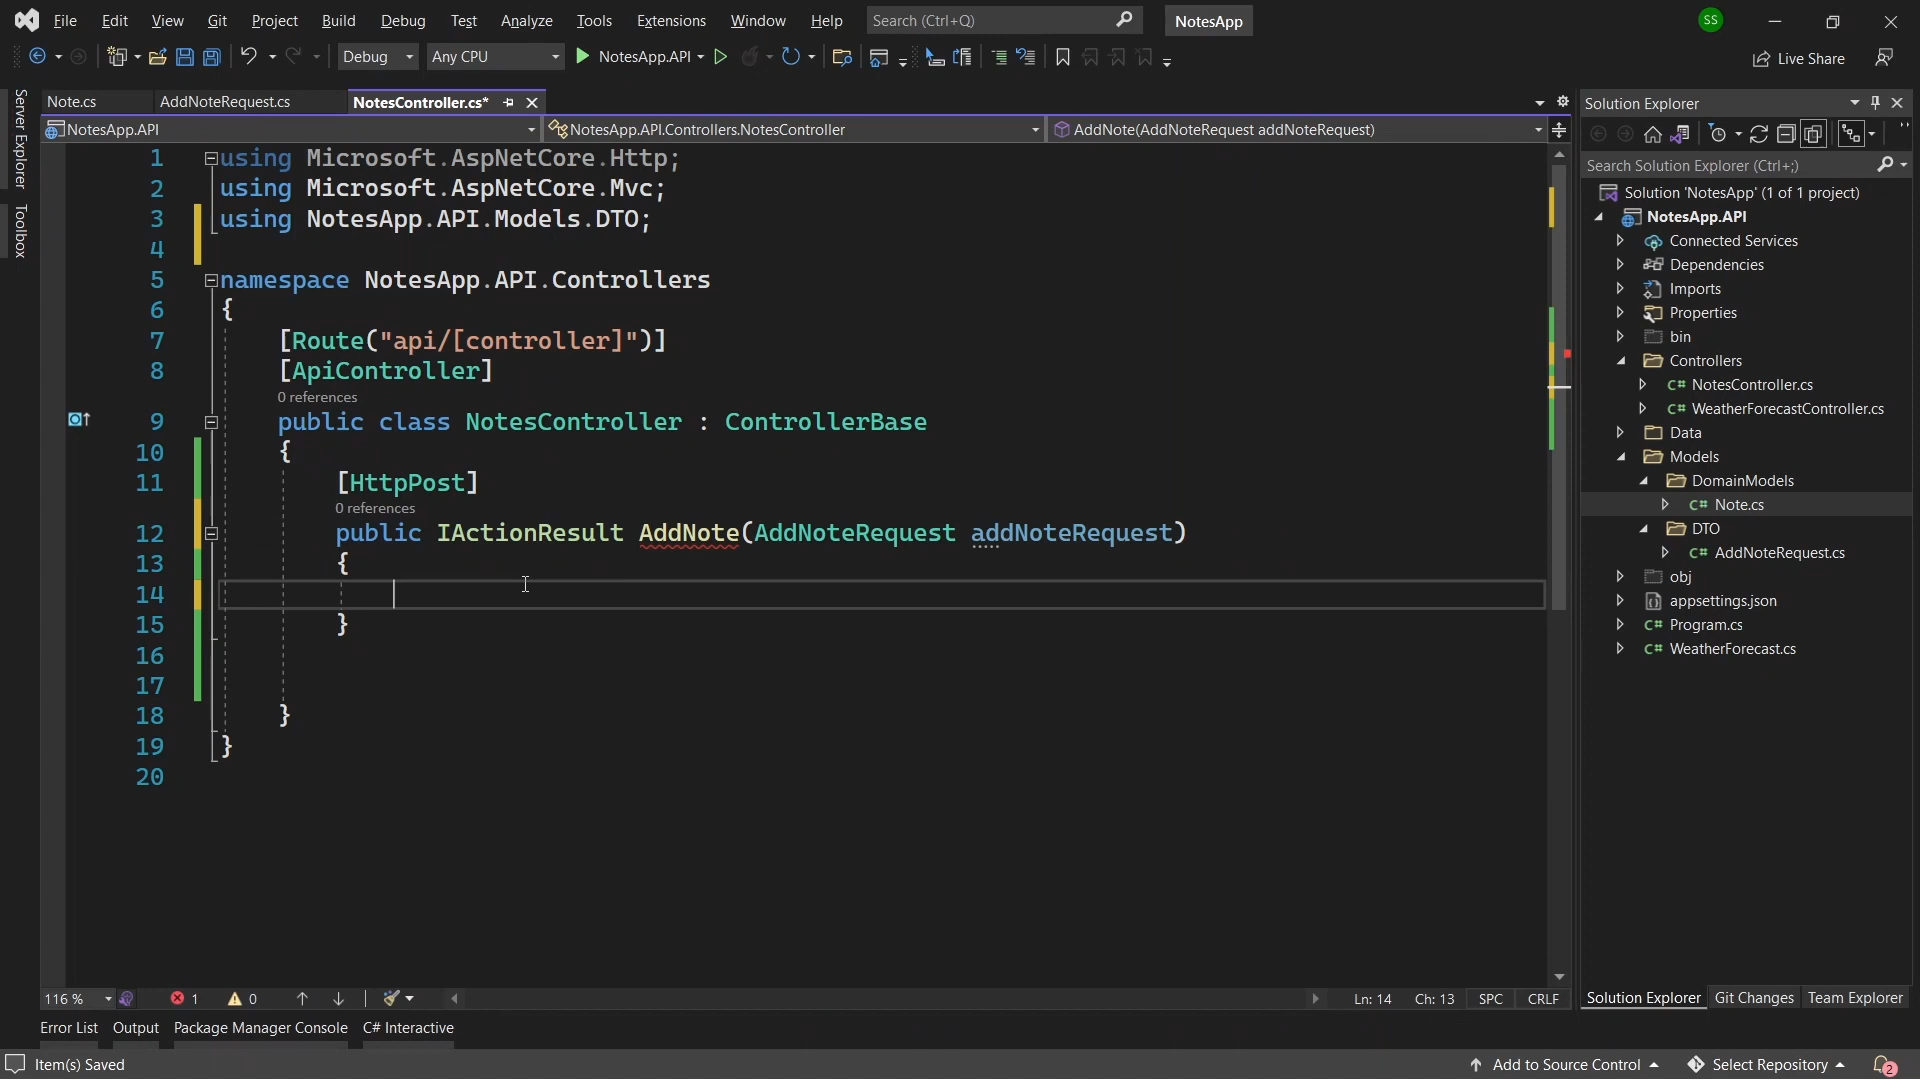 File Edit View Git Project Build Debug Test Analyze Tools Extensions Window Help Search (Ctrl+Q) NotesApp SS
Debug Any CPU NotesApp.API Live Share
Server Explorer
Toolbox
Note.cs AddNoteRequest.cs NotesController.cs*
NotesApp.API NotesApp.API.Controllers.NotesController AddNote(AddNoteRequest addNoteRequest)
1 using Microsoft.AspNetCore.Http;
2 using Microsoft.AspNetCore.Mvc;
3 using NotesApp.API.Models.DTO;
4
5 namespace NotesApp.API.Controllers
6 {
7 [Route("api/[controller]")]
8 [ApiController]
0 references
9 public class NotesController : ControllerBase
10 {
11 [HttpPost]
0 references
12 public IActionResult AddNote(AddNoteRequest addNoteRequest)
13 {
14
15 }
16
17
18 }
19 }
20
116 % 1 0 Ln: 14 Ch: 13 SPC CRLF
Solution Explorer
Search Solution Explorer (Ctrl+;)
Solution 'NotesApp' (1 of 1 project)
NotesApp.API
Connected Services
Dependencies
Imports
Properties
bin
Controllers
C# NotesController.cs
C# WeatherForecastController.cs
Data
Models
DomainModels
C# Note.cs
DTO
C# AddNoteRequest.cs
obj
appsettings.json
C# Program.cs
C# WeatherForecast.cs
Solution Explorer Git Changes Team Explorer
Error List Output Package Manager Console C# Interactive
Item(s) Saved Add to Source Control Select Repository 2